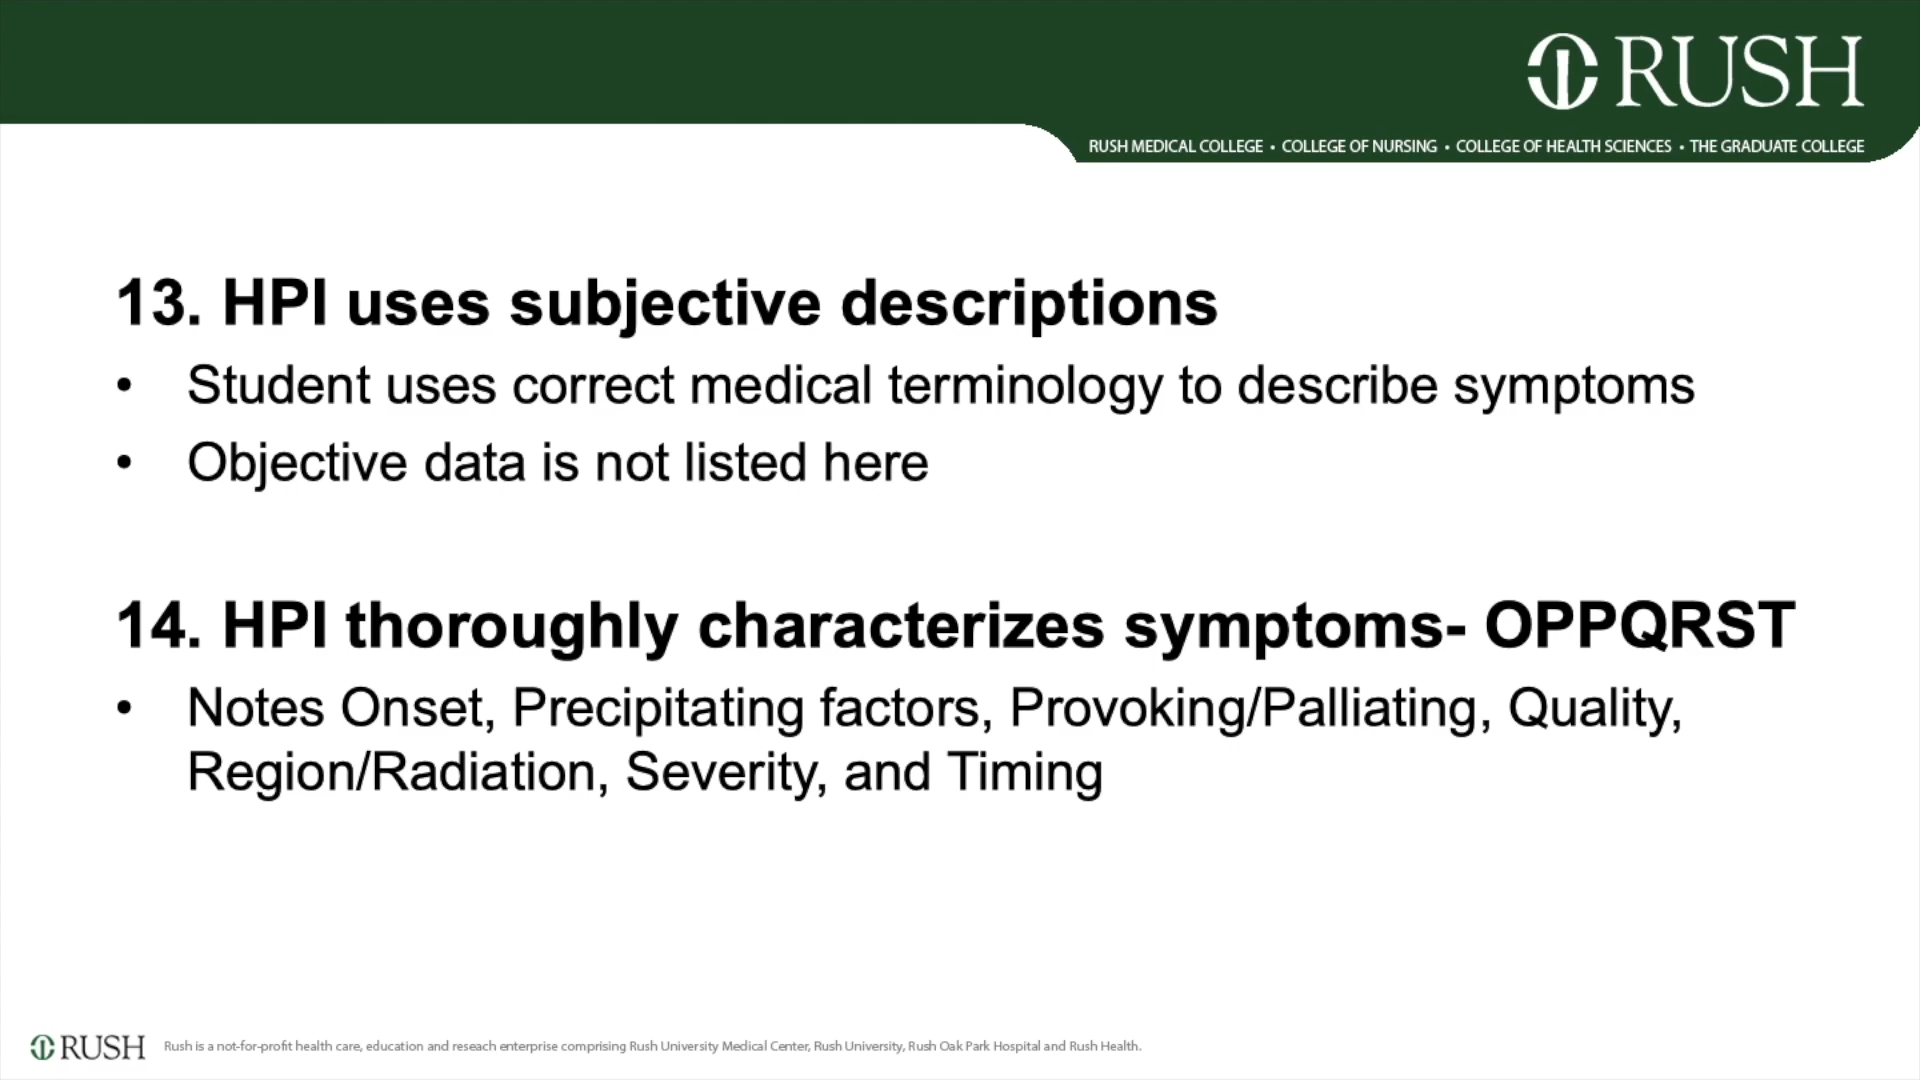 RUSH
RUSH MEDICAL COLLEGE • COLLEGE OF NURSING • COLLEGE OF HEALTH SCIENCES • THE GRADUATE COLLEGE
13. HPI uses subjective descriptions
• Student uses correct medical terminology to describe symptoms
• Objective data is not listed here
14. HPI thoroughly characterizes symptoms- OPPQRST
• Notes Onset, Precipitating factors, Provoking/Palliating, Quality,
Region/Radiation, Severity, and Timing
RUSH Rush is a not-for-profit health care, education and reseach enterprise comprising Rush University Medical Center, Rush University, Rush Oak Park Hospital and Rush Health.